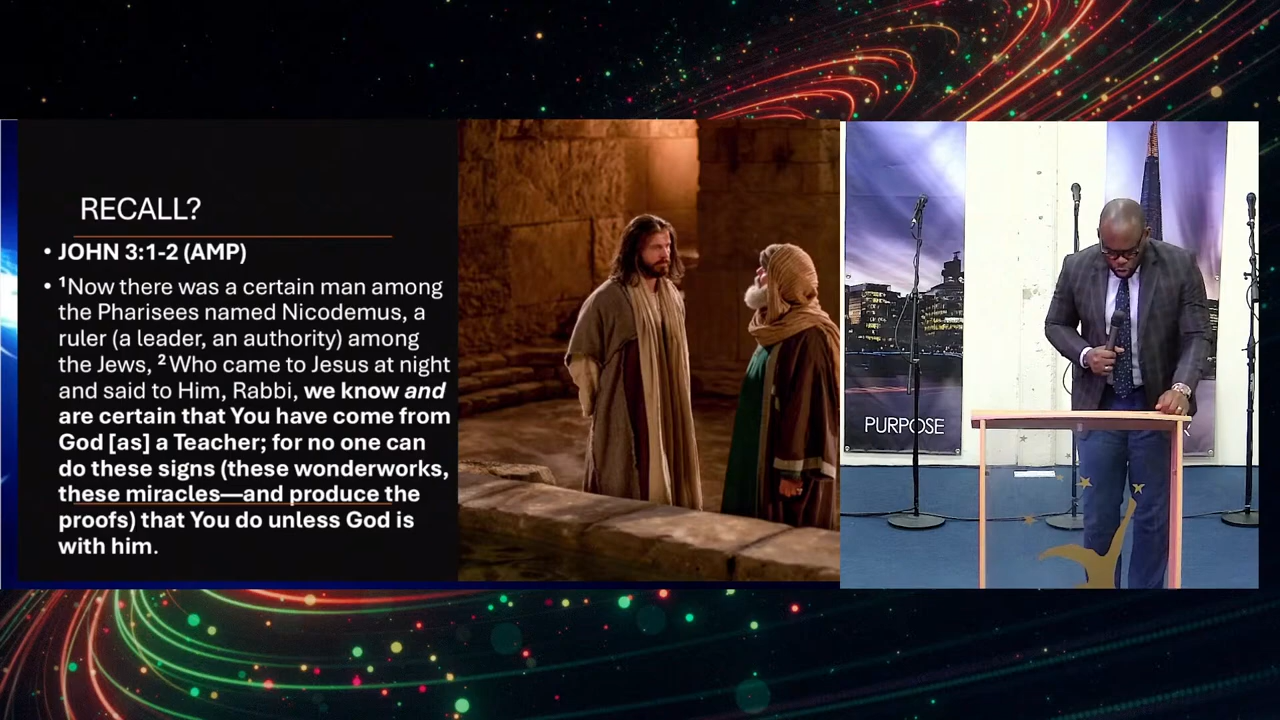 RECALL?
• JOHN 3:1-2 (AMP)
• ¹Now there was a certain man among
the Pharisees named Nicodemus, a
ruler (a leader, an authority) among
the Jews, ²Who came to Jesus at night
and said to Him, Rabbi, we know and
are certain that You have come from
God [as] a Teacher; for no one can
do these signs (these wonderworks,
these miracles—and produce the
proofs) that You do unless God is
with him.
PURPOSE